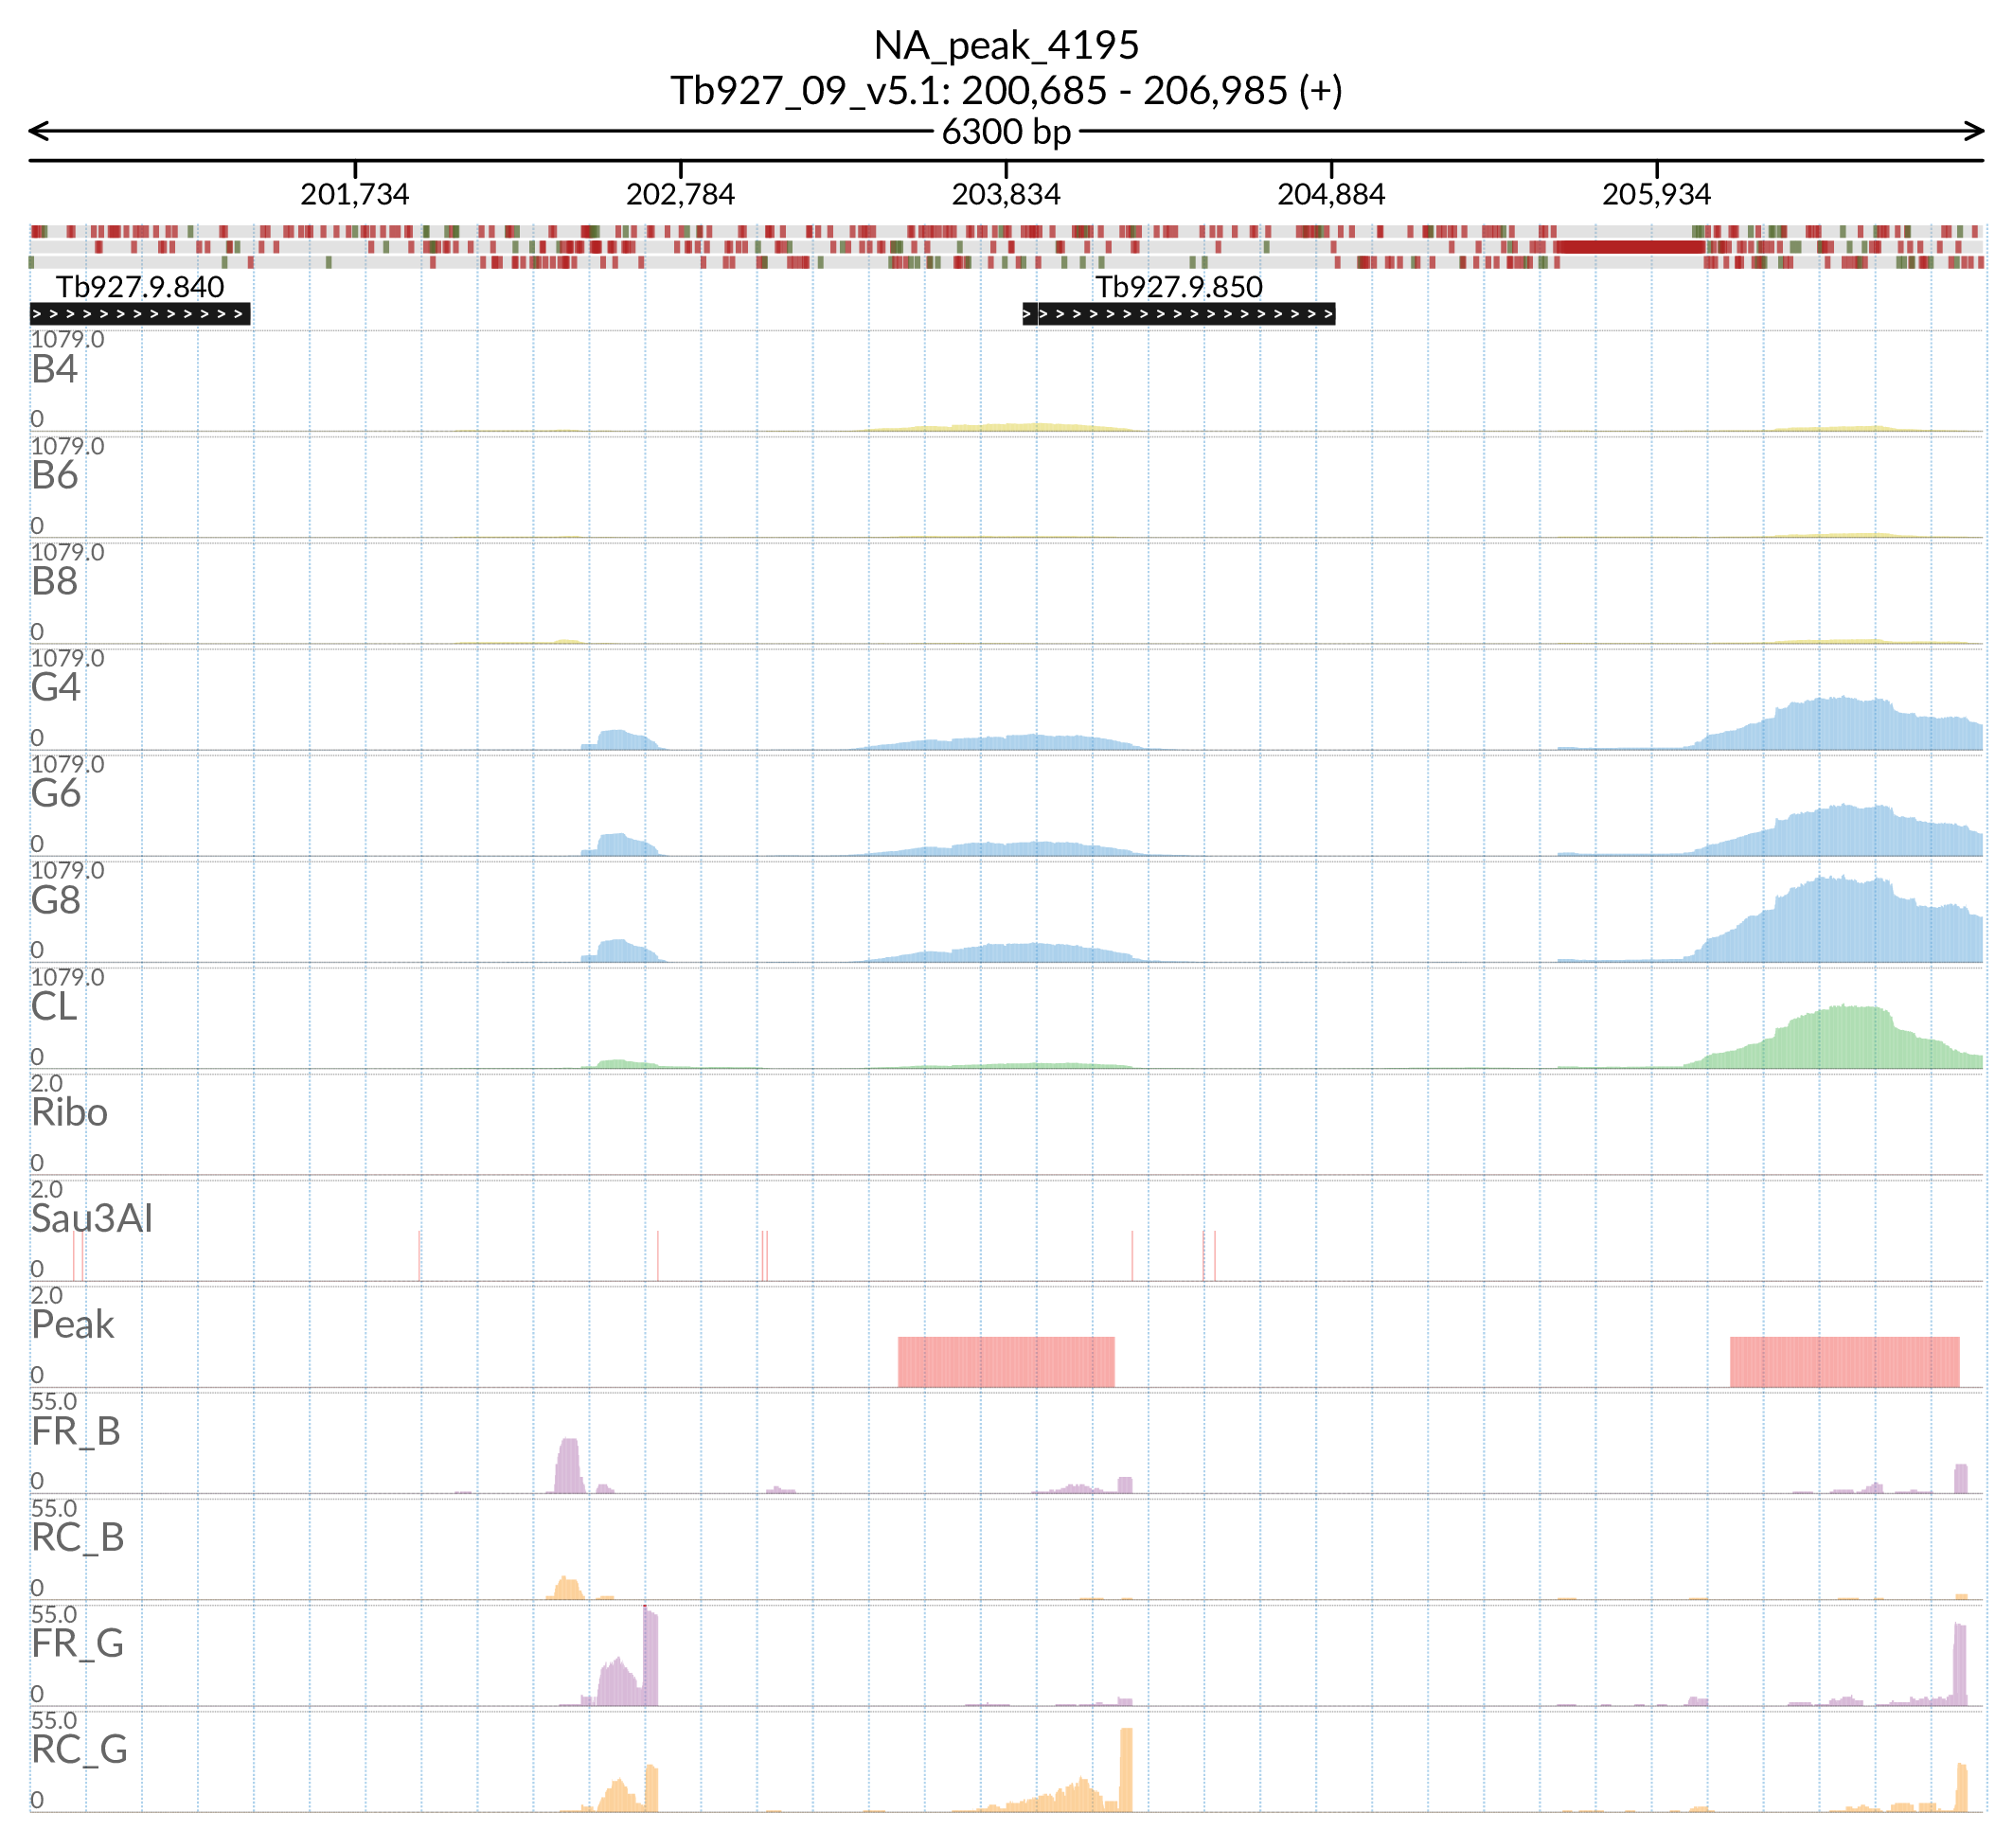 NA_peak_4195
Tb927_09_v5.1: 200,685 - 206,985 (+)
6300 bp
201,734 202,784 203,834 204,884 205,934
Tb927.9.840 Tb927.9.850
1079.0
B4
0
1079.0
B6
0
1079.0
B8
0
1079.0
G4
0
1079.0
G6
0
1079.0
G8
0
1079.0
CL
0
2.0
Ribo
0
2.0
Sau3AI
0
2.0
Peak
0
55.0
FR_B
0
55.0
RC_B
0
55.0
FR_G
0
55.0
RC_G
0